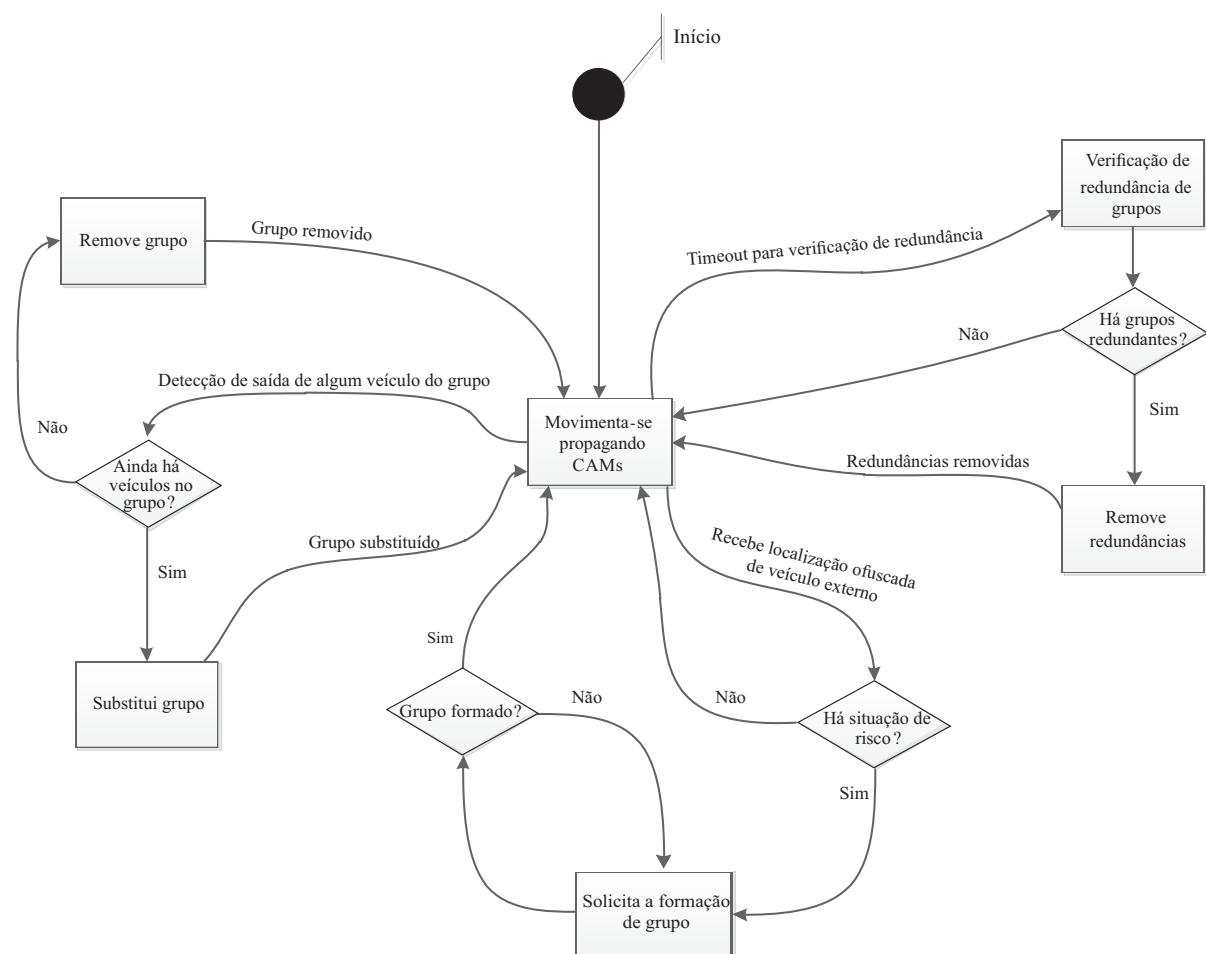 Início
Verificação de
redundância de
grupos
Remove grupo
Grupo removido
Timeout para verificação de redundância
Há grupos
redundantes?
Não
Sim
Detecção de saída de algum veículo do grupo
Não
Ainda há
veículos no
grupo?
Movimenta-se
propagando
CAMs
Redundâncias removidas
Remove
redundâncias
Sim
Grupo substituído
Recebe localização ofuscada
de veículo externo
Substitui grupo
Sim
Grupo formado?
Não
Não
Há situação de
risco?
Sim
Solicita a formação
de grupo